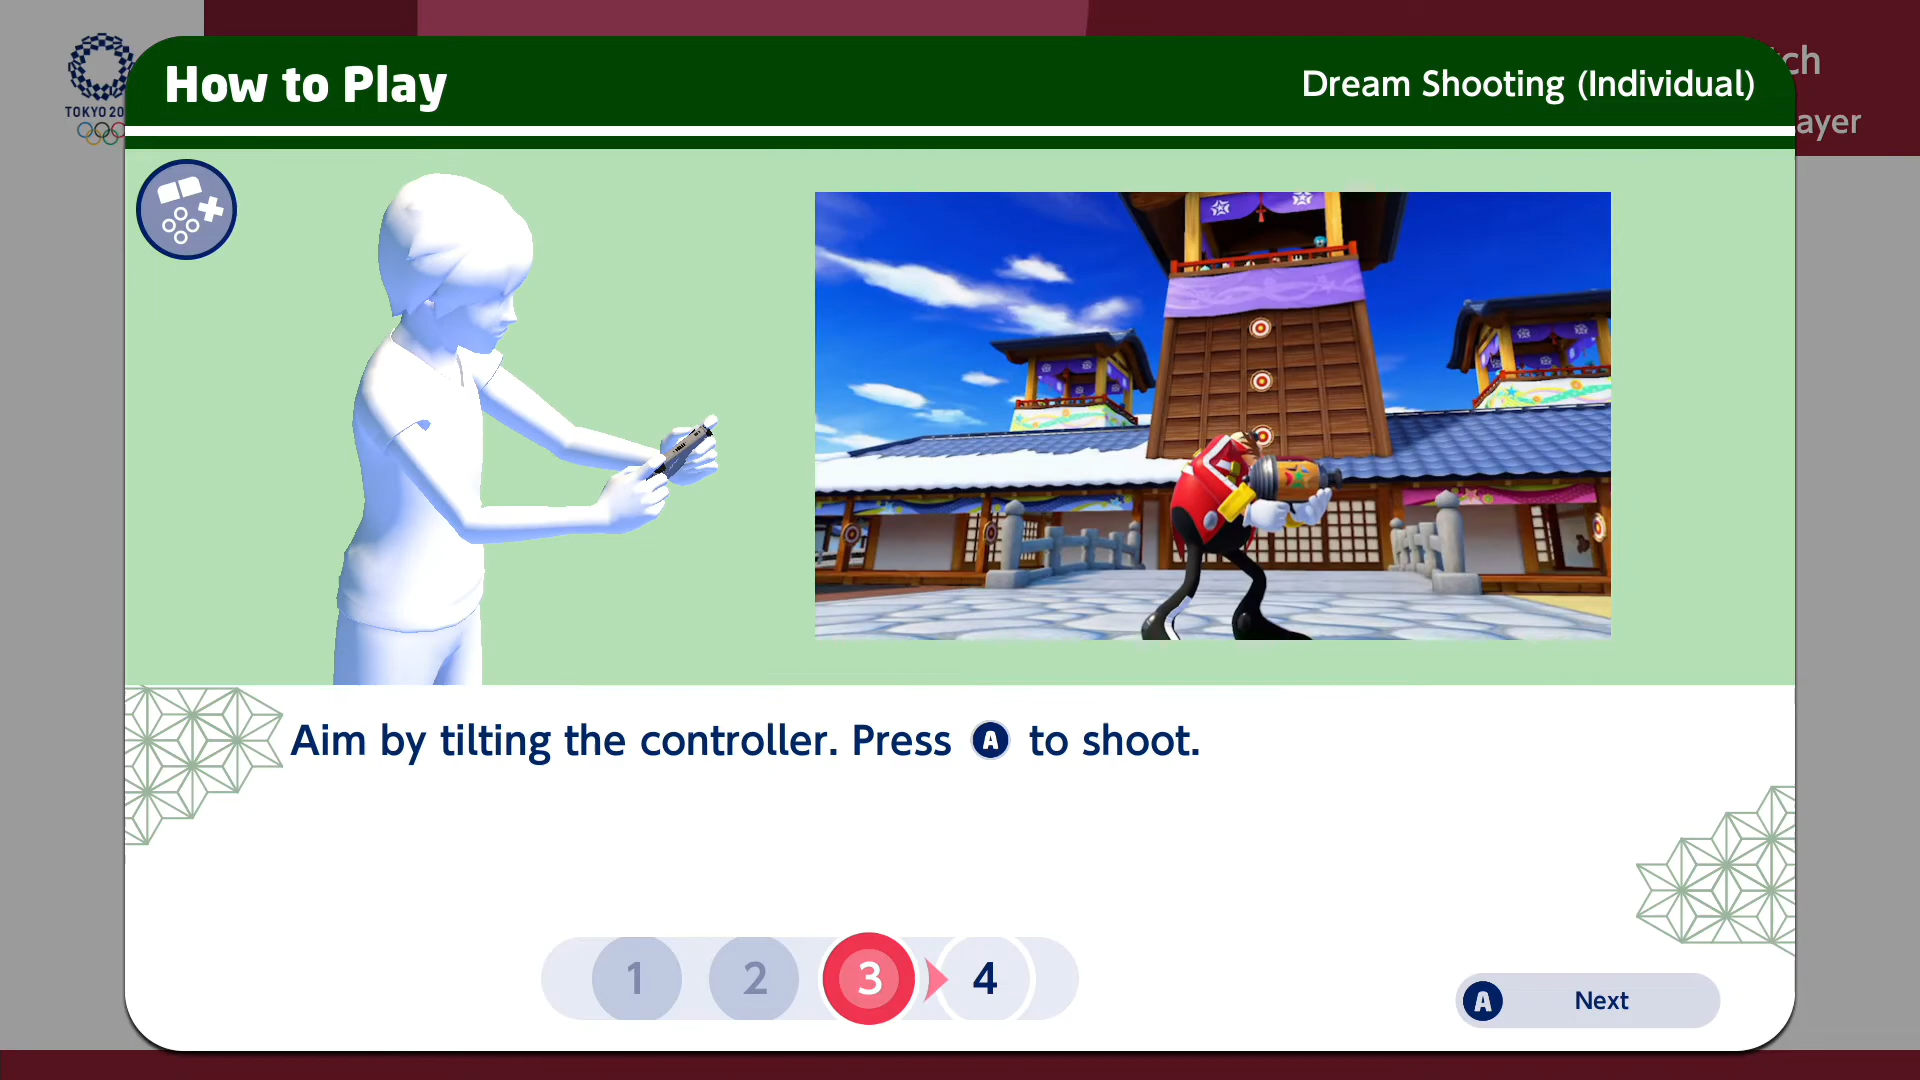 How to Play
Dream Shooting (Individual)
TOKYO 20
Aim by tilting the controller. Press A to shoot.
1 2 3 4
A Next